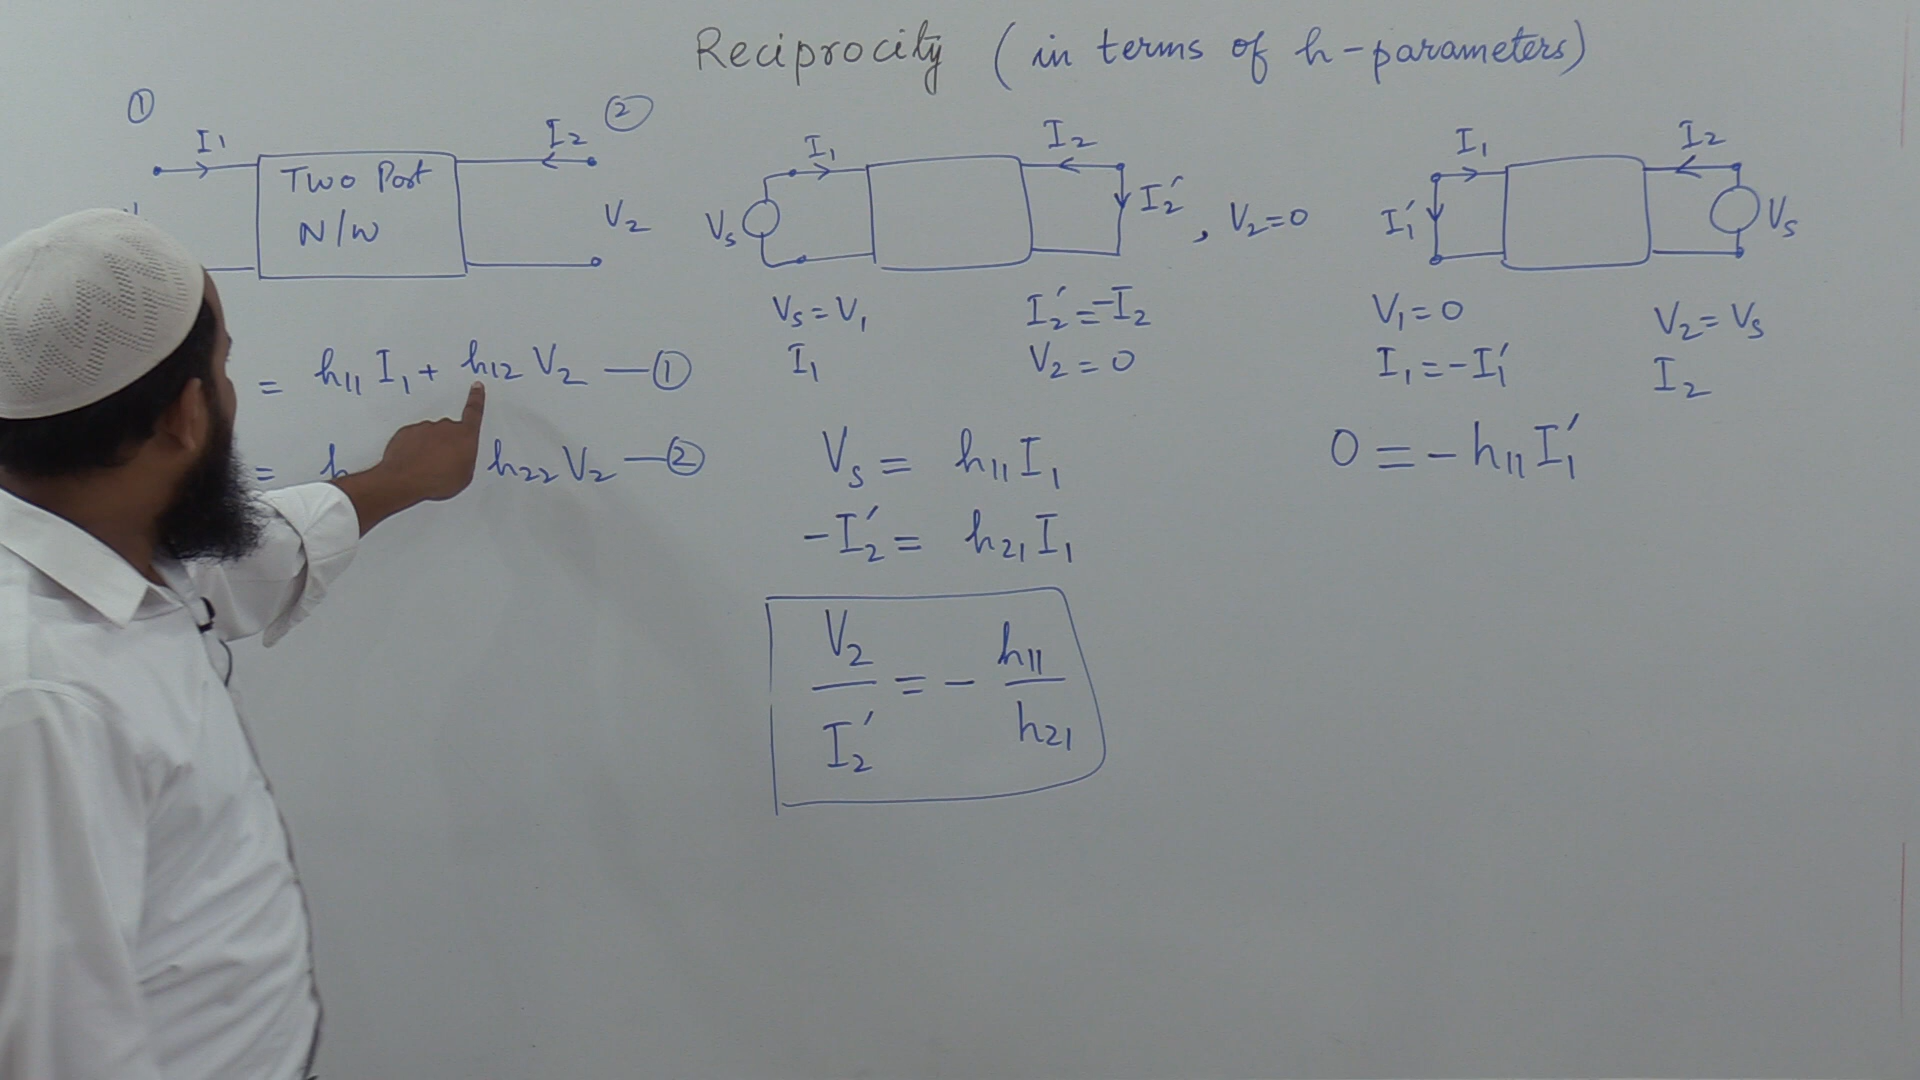 Reciprocity (in terms of h-parameters)
① ②
I1 I2
Two Port
N/W
V2
= h11 I1 + h12 V2 — ①
= h h22 V2 — ②
I1 I2
Vs I2′ , V2=0
Vs = V1 I2′ = -I2
I1 V2 = 0
Vs = h11 I1
-I2′ = h21 I1
V2/I2′ = - h11/h21
I1 I2
I1′ Vs
V1 = 0 V2 = Vs
I1 = -I1′ I2
0 = -h11 I1′